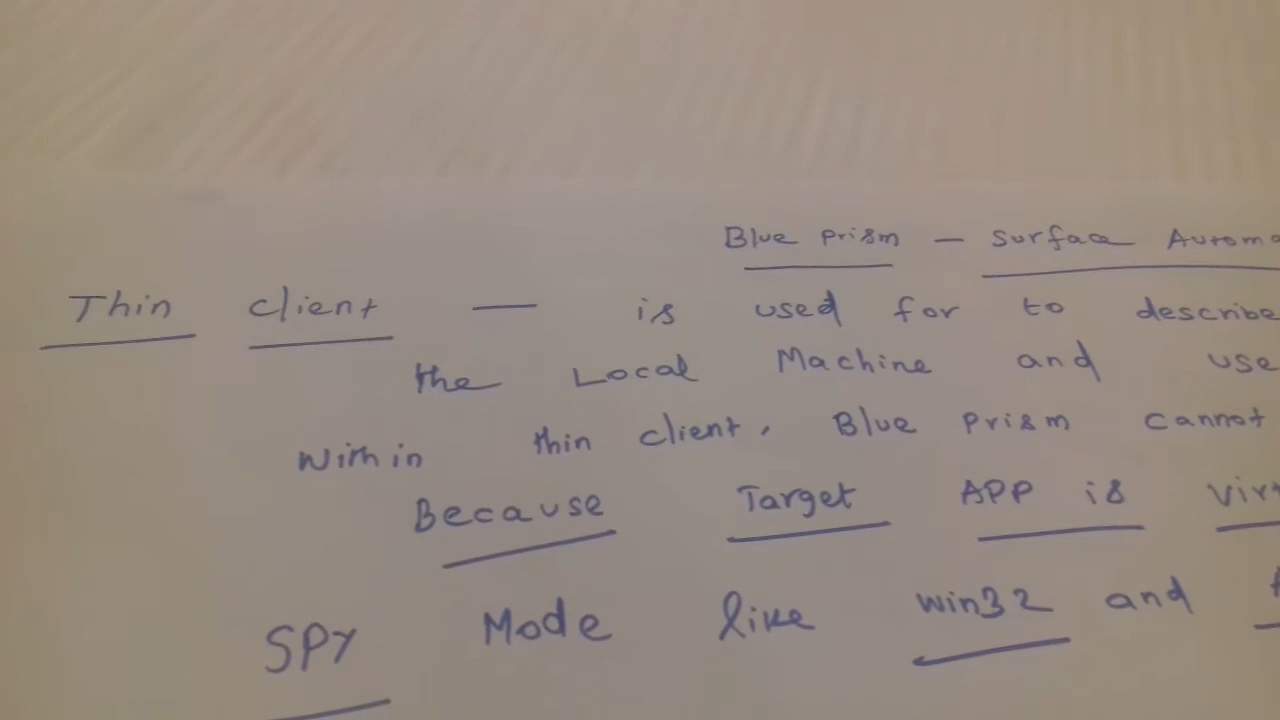 Blue Prism — Surface
Thin Client — is used for to describe
the Local Machine and use
within thin client, Blue Prism cannot
Because Target APP is
SPY Mode like win32 and